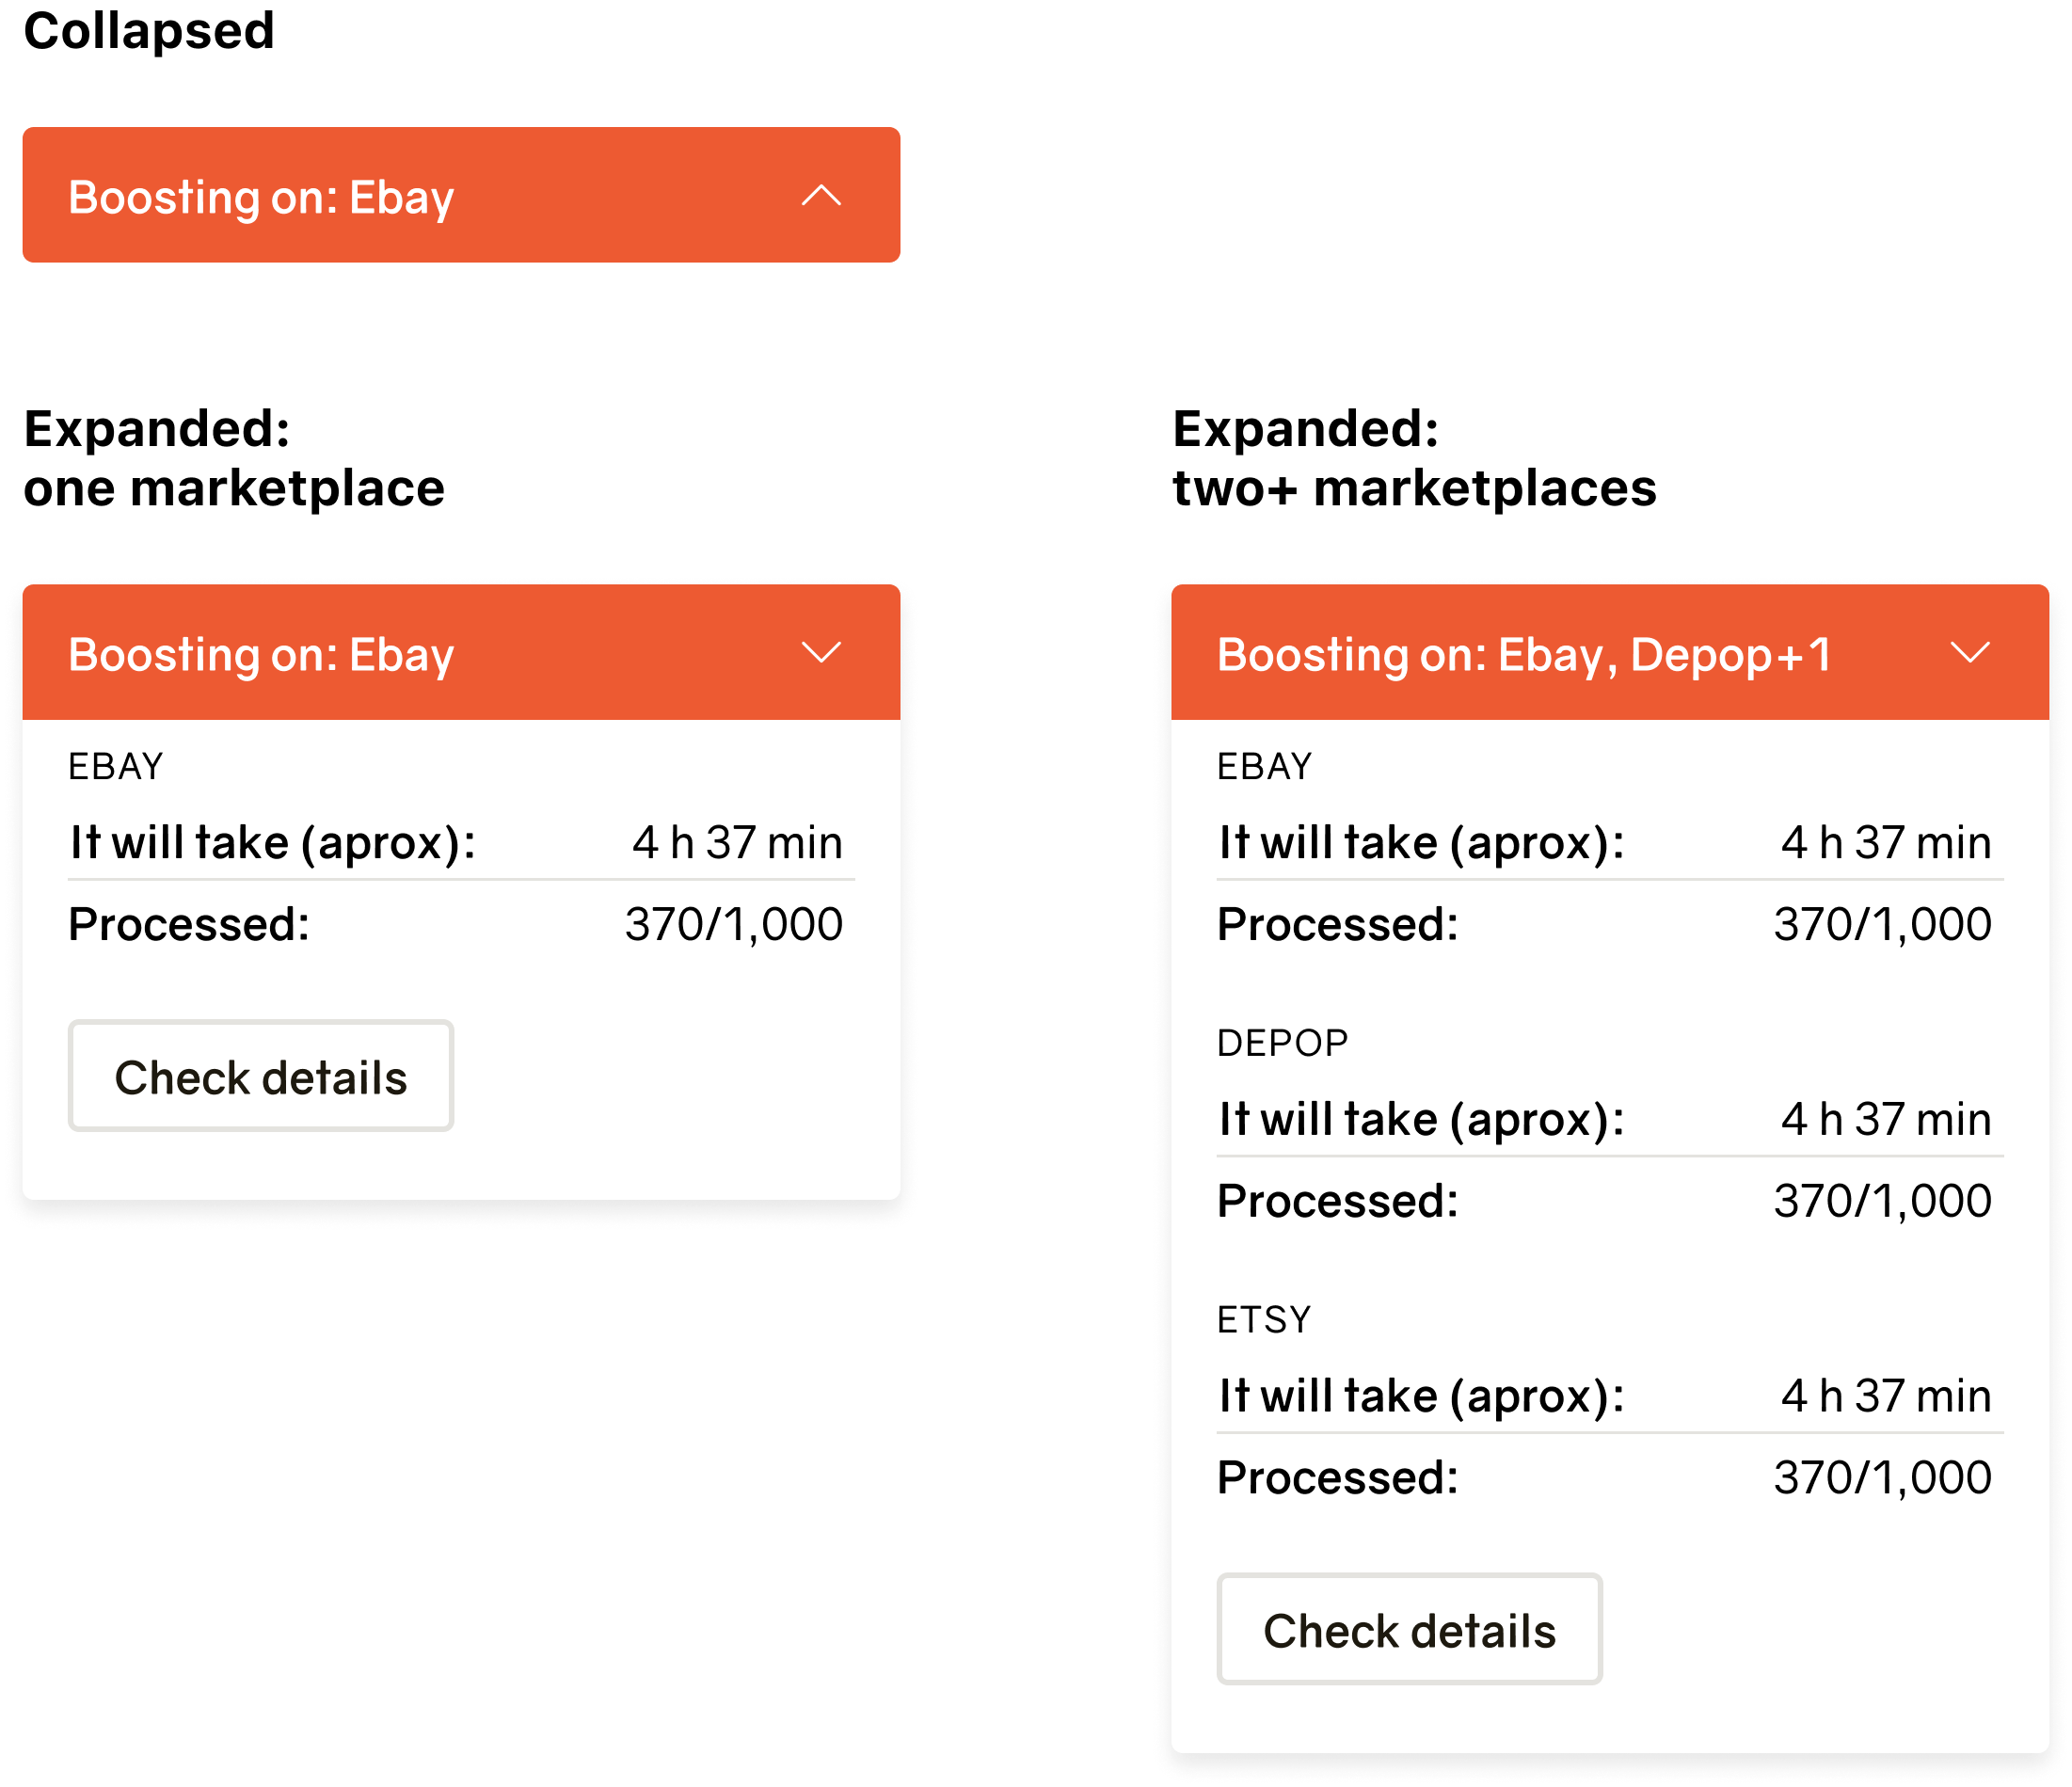 Collapsed
Boosting on: Ebay
Expanded:
one marketplace
Boosting on: Ebay
EBAY
It will take (aprox): 4 h 37 min
Processed: 370/1,000
Check details
Expanded:
two+ marketplaces
Boosting on: Ebay, Depop+1
EBAY
It will take (aprox): 4 h 37 min
Processed: 370/1,000
DEPOP
It will take (aprox): 4 h 37 min
Processed: 370/1,000
ETSY
It will take (aprox): 4 h 37 min
Processed: 370/1,000
Check details